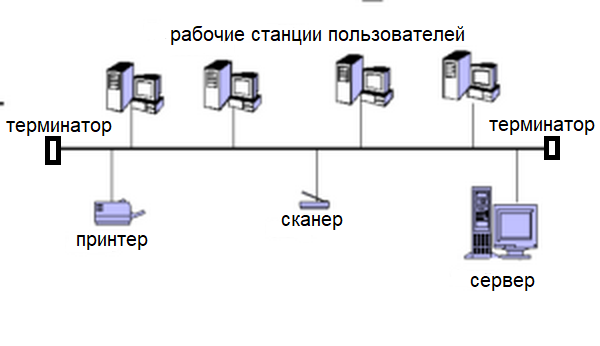 рабочие станции пользователей
терминатор
терминатор
принтер
сканер
сервер